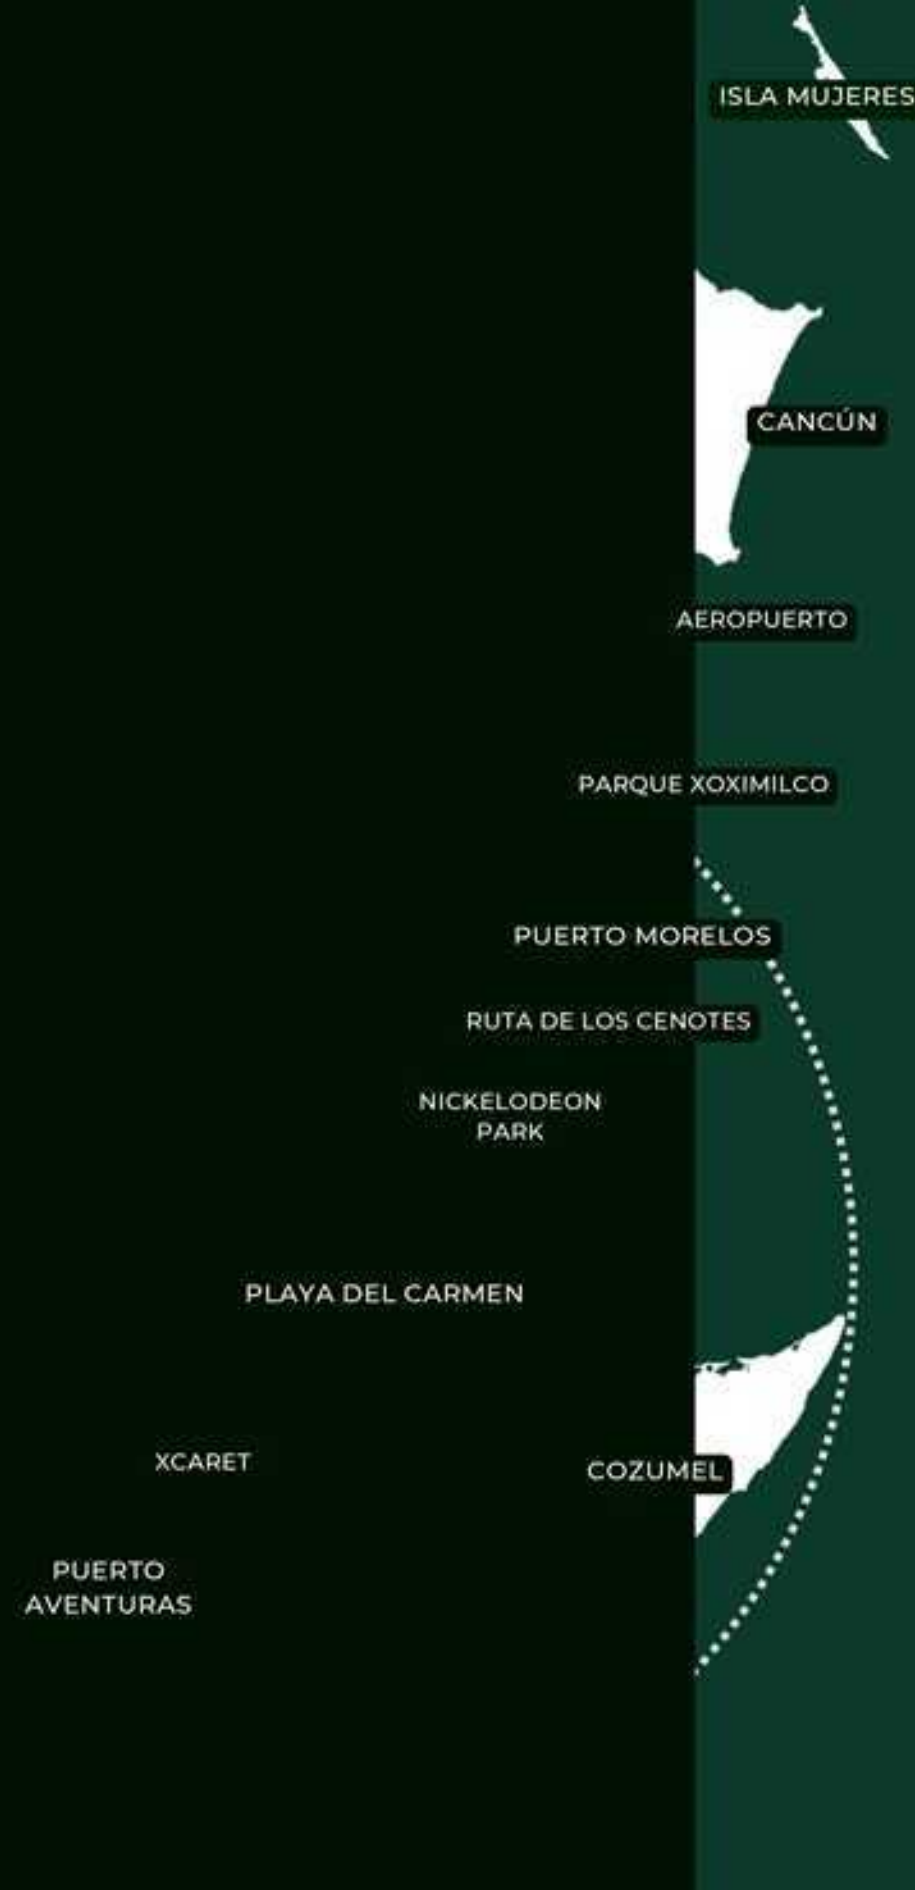 ISLA MUJERES
CANCÚN
AEROPUERTO
PARQUE XOXIMILCO
PUERTO MORELOS
RUTA DE LOS CENOTES
NICKELODEON
PARK
PLAYA DEL CARMEN
XCARET
COZUMEL
PUERTO
AVENTURAS